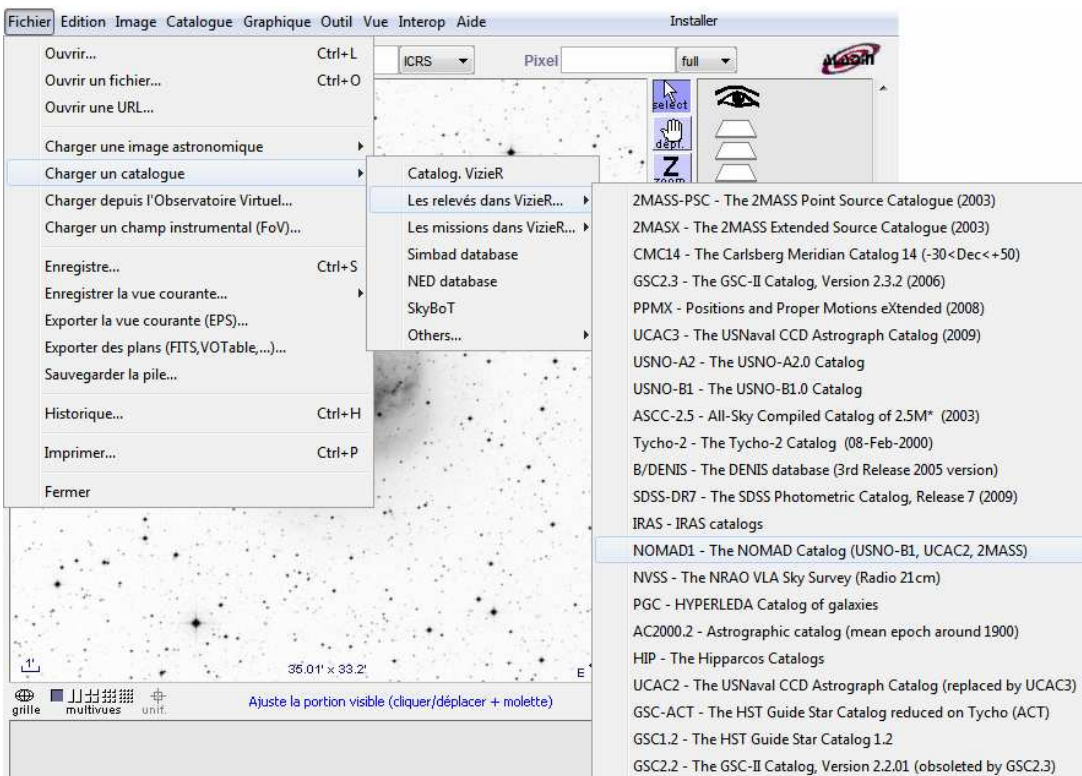 Fichier Edition Image Catalogue Graphique Outil Vue Interop Aide Installer
Ouvrir... Ctrl+L
Ouvrir un fichier... Ctrl+O
Ouvrir une URL...
Charger une image astronomique
Charger un catalogue
Charger depuis l'Observatoire Virtuel...
Charger un champ instrumental (FoV)...
Enregistre... Ctrl+S
Enregistrer la vue courante...
Exporter la vue courante (EPS)...
Exporter des plans (FITS,VOTable,...)...
Sauvegarder la pile...
Historique... Ctrl+H
Imprimer... Ctrl+P
Fermer
ICRS Pixel full
select
dépl.
Z
zoom
Catalog. VizieR
Les relevés dans VizieR...
Les missions dans VizieR...
Simbad database
NED database
SkyBoT
Others...
2MASS-PSC - The 2MASS Point Source Catalogue (2003)
2MASX - The 2MASS Extended Source Catalogue (2003)
CMC14 - The Carlsberg Meridian Catalog 14 (-30<Dec<+50)
GSC2.3 - The GSC-II Catalog, Version 2.3.2 (2006)
PPMX - Positions and Proper Motions eXtended (2008)
UCAC3 - The USNaval CCD Astrograph Catalog (2009)
USNO-A2 - The USNO-A2.0 Catalog
USNO-B1 - The USNO-B1.0 Catalog
ASCC-2.5 - All-Sky Compiled Catalog of 2.5M* (2003)
Tycho-2 - The Tycho-2 Catalog (08-Feb-2000)
B/DENIS - The DENIS database (3rd Release 2005 version)
SDSS-DR7 - The SDSS Photometric Catalog, Release 7 (2009)
IRAS - IRAS catalogs
NOMAD1 - The NOMAD Catalog (USNO-B1, UCAC2, 2MASS)
NVSS - The NRAO VLA Sky Survey (Radio 21cm)
PGC - HYPERLEDA Catalog of galaxies
AC2000.2 - Astrographic catalog (mean epoch around 1900)
HIP - The Hipparcos Catalogs
UCAC2 - The USNaval CCD Astrograph Catalog (replaced by UCAC3)
GSC-ACT - The HST Guide Star Catalog reduced on Tycho (ACT)
GSC1.2 - The HST Guide Star Catalog 1.2
GSC2.2 - The GSC-II Catalog, Version 2.2.01 (obsoleted by GSC2.3)
1'
35.01' × 33.2'
E
grille multivues unif.
Ajuste la portion visible (cliquer/déplacer + molette)